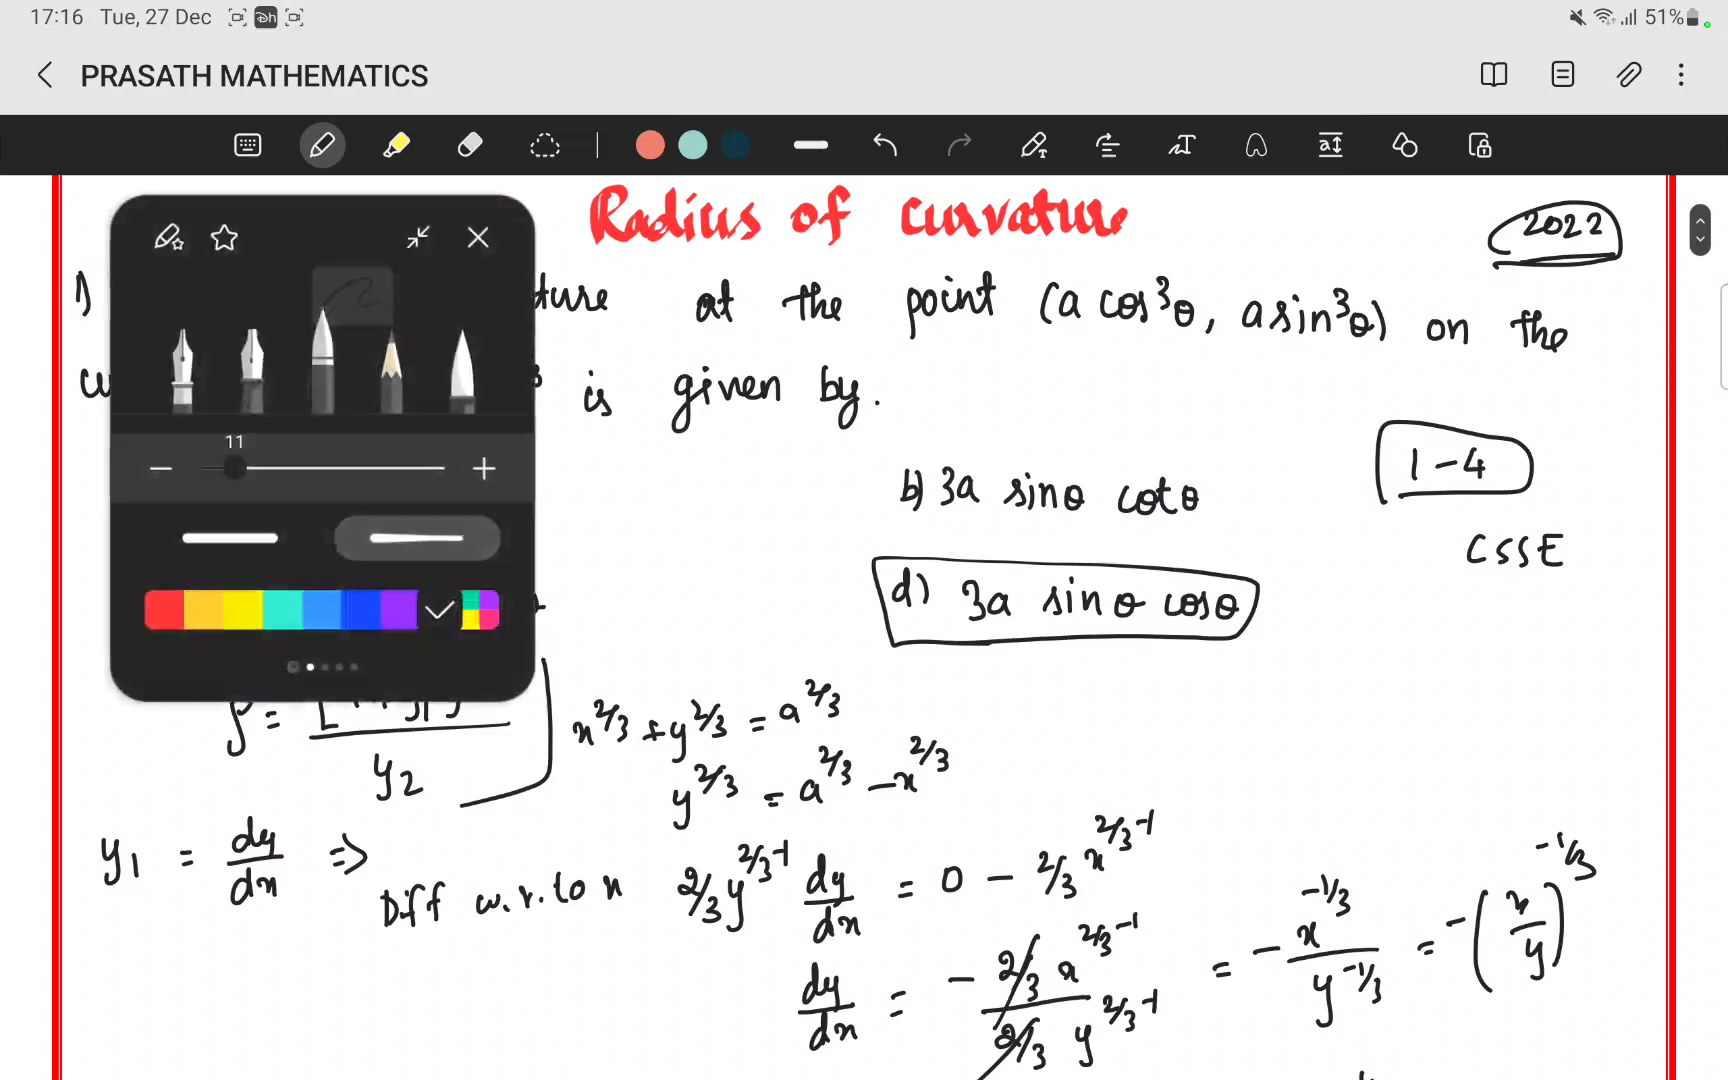 17:16 Tue, 27 Dec 51%
PRASATH MATHEMATICS
Radius of curvature
2022
1) ture at the point (a cos³θ, a sin³θ) on the
cu is given by.
11
b) 3a sinθ cotθ
1-4
CSSE
d) 3a sinθ cosθ
ρ =
y₂
x^2/3 + y^2/3 = a^2/3
y^2/3 = a^2/3 - x^2/3
y₁ = dy/dx ⇒
Diff w.r.to x 2/3 y^2/3-1 dy/dx = 0 - 2/3 x^2/3-1
dy/dx = - 2/3 x^2/3-1 / 2/3 y^2/3-1 = - x^-1/3 / y^-1/3 = -(x/y)^-1/3